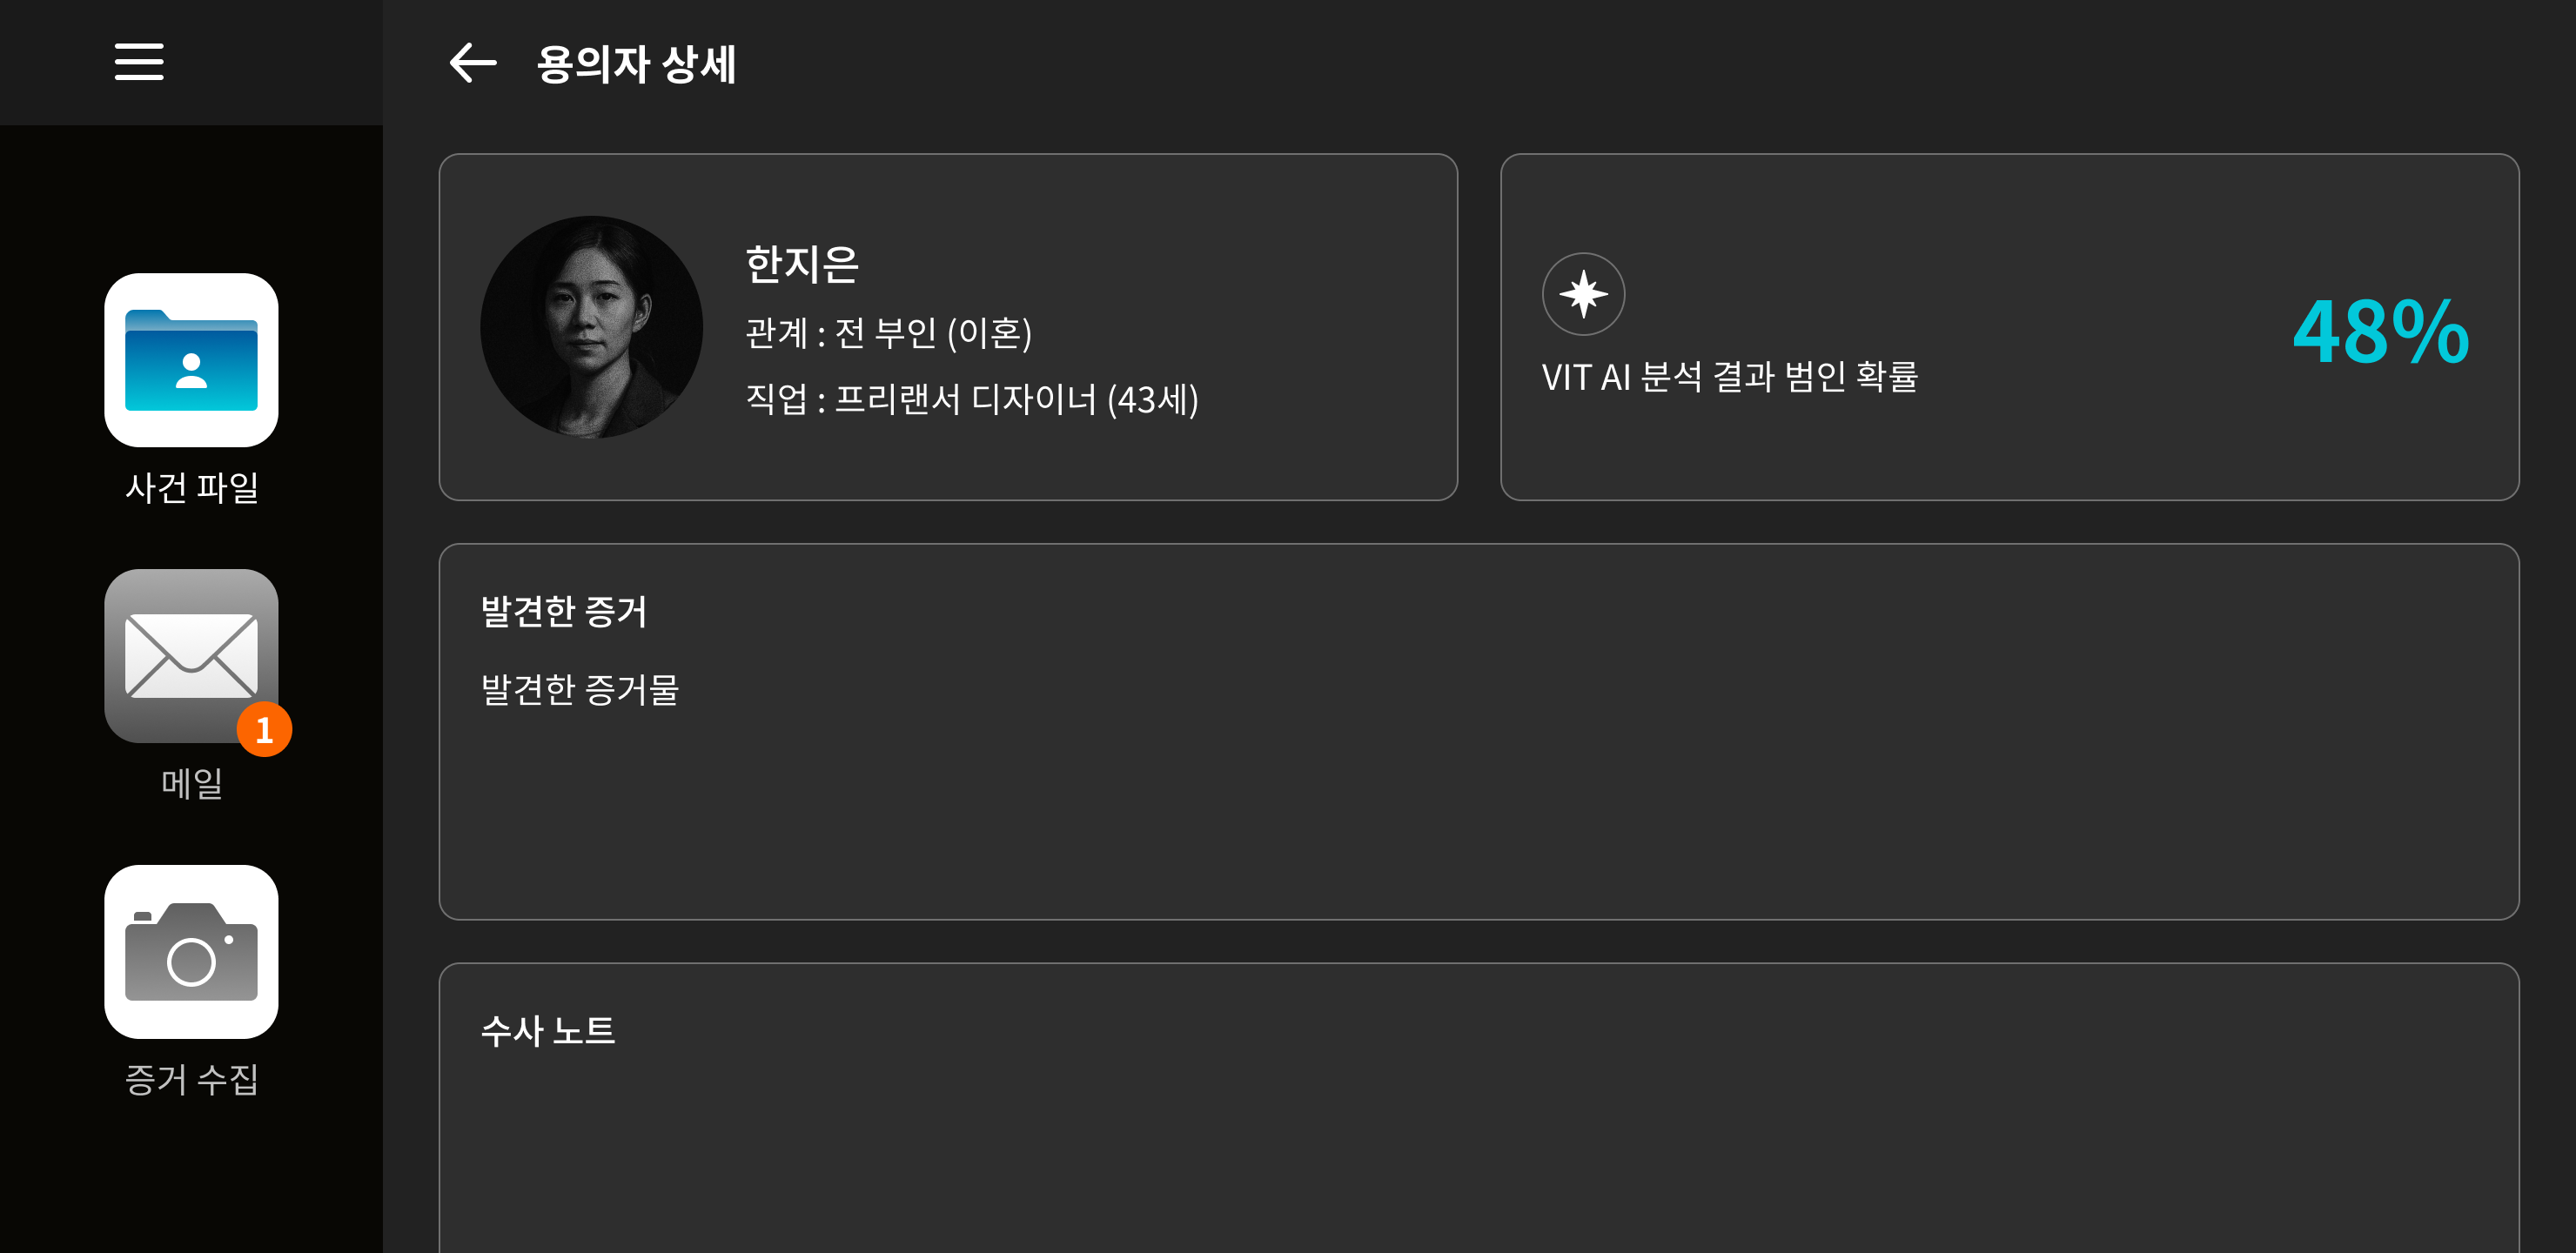 용의자 상세
사건 파일
메일
1
증거 수집
한지은
관계 : 전 부인 (이혼)
직업 : 프리랜서 디자이너 (43세)
VIT AI 분석 결과 범인 확률
48%
발견한 증거
발견한 증거물
수사 노트